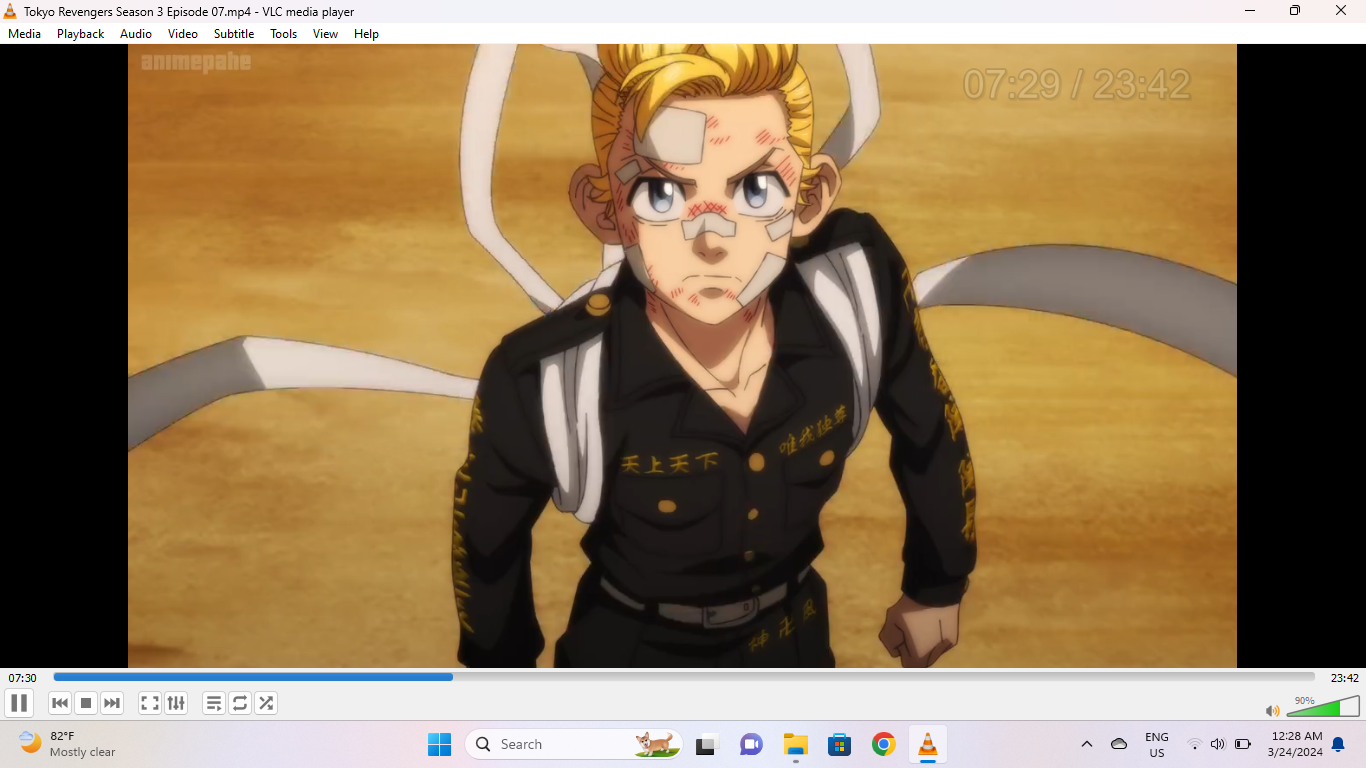 Tokyo Revengers Season 3 Episode 07.mp4 - VLC media player
Media Playback Audio Video Subtitle Tools View Help
animepahe
07:29 / 23:42
天上天下
唯我独尊
07:30
23:42
90%
82°F
Mostly clear
Search
ENG
US
12:28 AM
3/24/2024